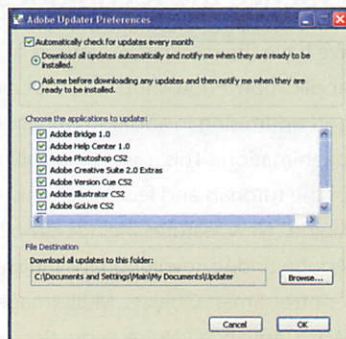 Adobe Updater Preferences
Automatically check for updates every month
Download all updates automatically and notify me when they are ready to be
installed.
Ask me before downloading any updates and then notify me when they are
ready to be installed.
Choose the applications to update:
Adobe Bridge 1.0
Adobe Help Center 1.0
Adobe Photoshop CS2
Adobe Creative Suite 2.0 Extras
Adobe Version Cue CS2
Adobe Illustrator CS2
Adobe GoLive CS2
File Destination
Download all updates to this folder:
C:\Documents and Settings\Main\My Documents\Updater
Browse...
Cancel
OK